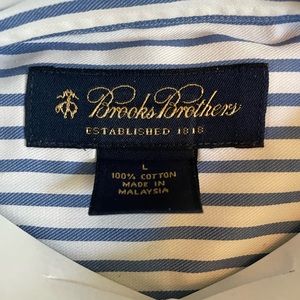 Brooks Brothers
ESTABLISHED 1818
L
100% COTTON
MADE IN
MALAYSIA